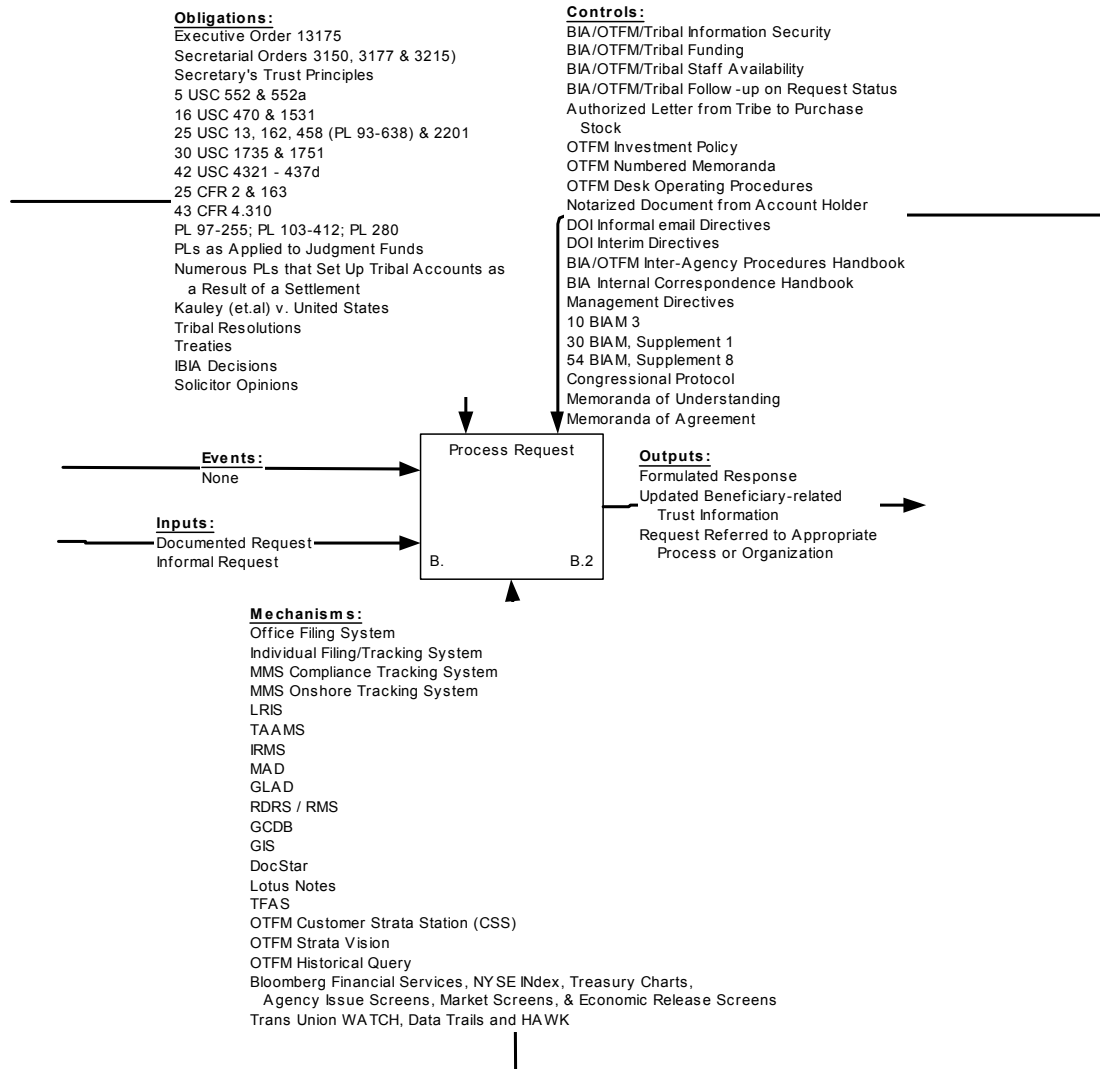 Obligations:
Executive Order 13175
Secretarial Orders 3150, 3177 & 3215)
Secretary's Trust Principles
5 USC 552 & 552a
16 USC 470 & 1531
25 USC 13, 162, 458 (PL 93-638) & 2201
30 USC 1735 & 1751
42 USC 4321 - 437d
25 CFR 2 & 163
43 CFR 4.310
PL 97-255; PL 103-412; PL 280
PLs as Applied to Judgment Funds
Numerous PLs that Set Up Tribal Accounts as
a Result of a Settlement
Kauley (et.al) v. United States
Tribal Resolutions
Treaties
IBIA Decisions
Solicitor Opinions
Controls:
BIA/OTFM/Tribal Information Security
BIA/OTFM/Tribal Funding
BIA/OTFM/Tribal Staff Availability
BIA/OTFM/Tribal Follow-up on Request Status
Authorized Letter from Tribe to Purchase
Stock
OTFM Investment Policy
OTFM Numbered Memoranda
OTFM Desk Operating Procedures
Notarized Document from Account Holder
DOI Informal email Directives
DOI Interim Directives
BIA/OTFM Inter-Agency Procedures Handbook
BIA Internal Correspondence Handbook
Management Directives
10 BIAM 3
30 BIAM, Supplement 1
54 BIAM, Supplement 8
Congressional Protocol
Memoranda of Understanding
Memoranda of Agreement
Events:
None
Inputs:
Documented Request
Informal Request
Process Request
B.
B.2
Outputs:
Formulated Response
Updated Beneficiary-related
Trust Information
Request Referred to Appropriate
Process or Organization
Mechanisms:
Office Filing System
Individual Filing/Tracking System
MMS Compliance Tracking System
MMS Onshore Tracking System
LRIS
TAAMS
IRMS
MAD
GLAD
RDRS / RMS
GCDB
GIS
DocStar
Lotus Notes
TFAS
OTFM Customer Strata Station (CSS)
OTFM Strata Vision
OTFM Historical Query
Bloomberg Financial Services, NYSE INdex, Treasury Charts,
Agency Issue Screens, Market Screens, & Economic Release Screens
Trans Union WATCH, Data Trails and HAWK